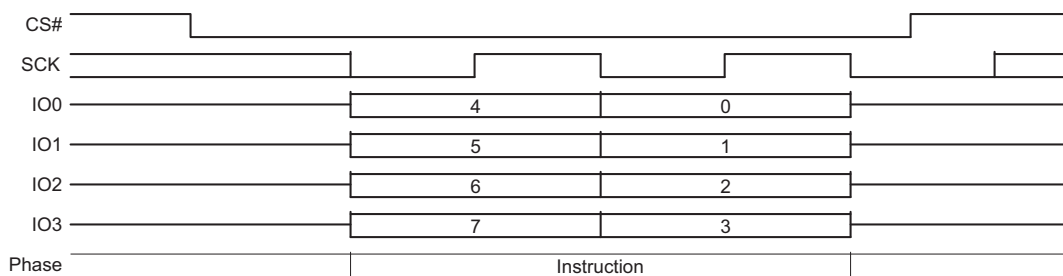 CS#
SCK
IO0 4 0
IO1 5 1
IO2 6 2
IO3 7 3
Phase Instruction